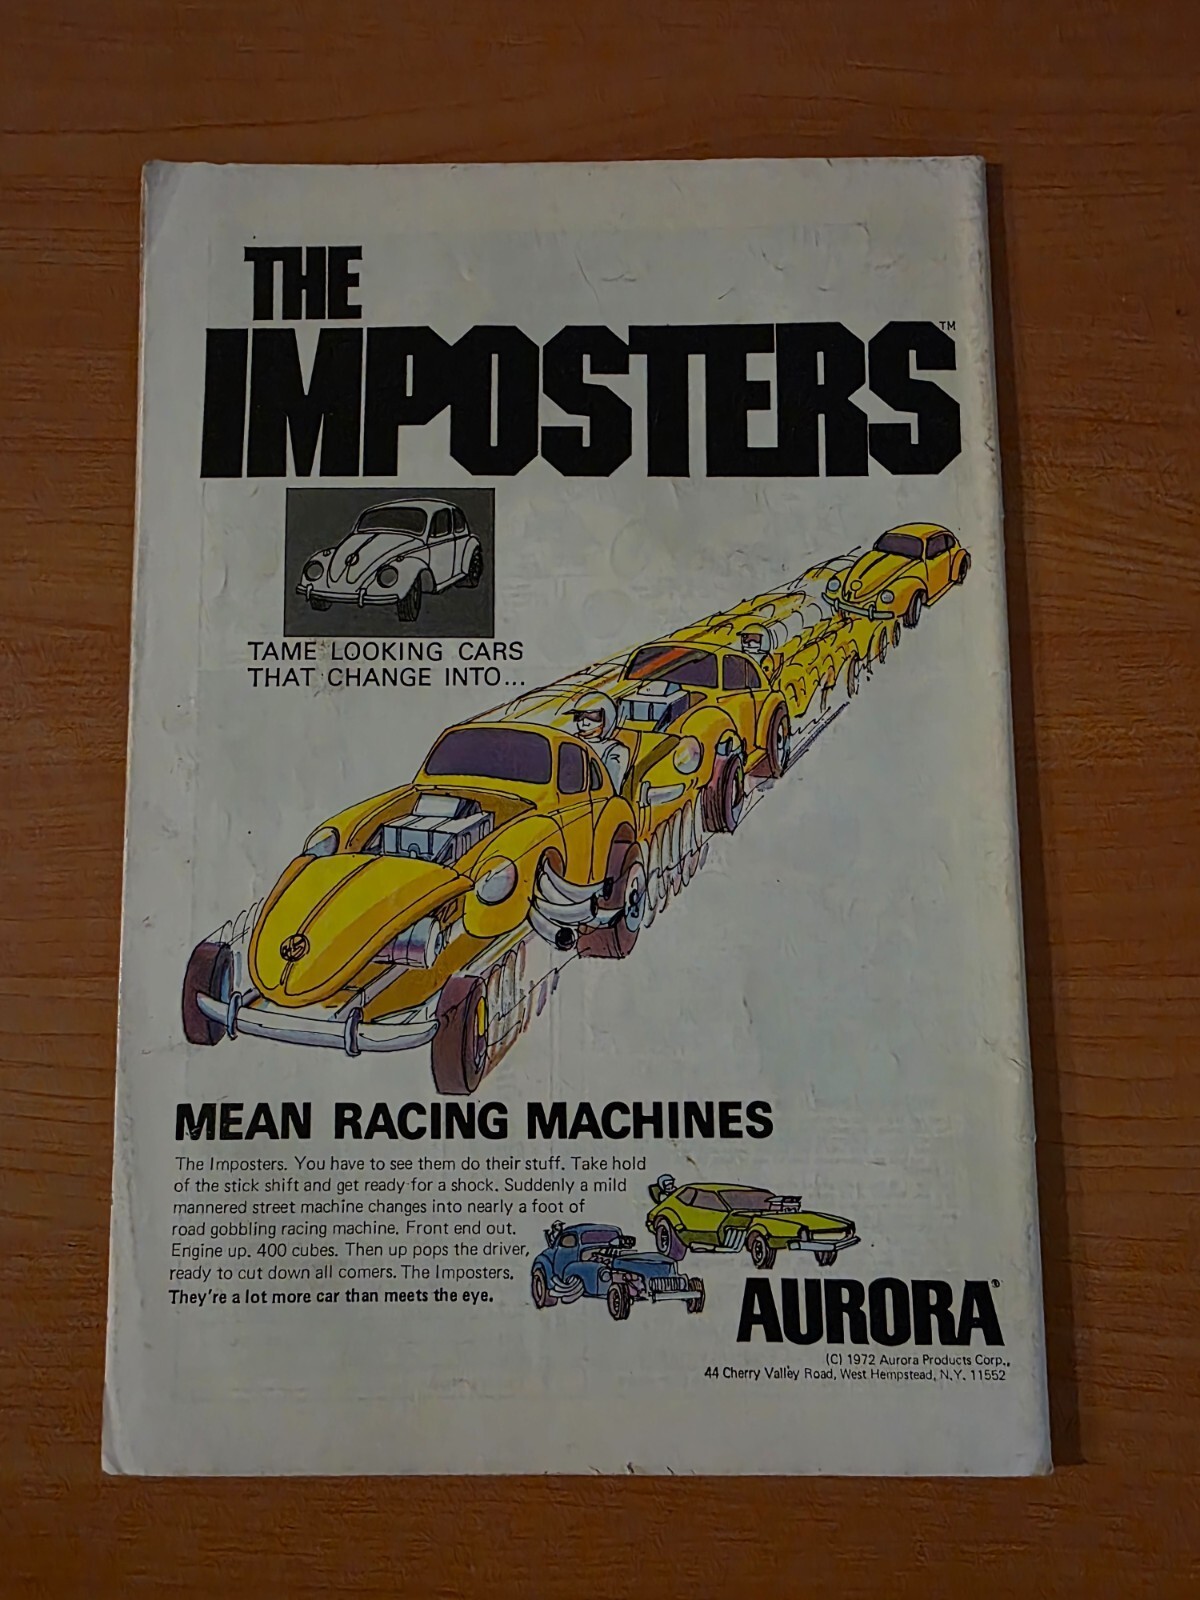 THE
IMPOSTERS™
TAME LOOKING CARS
THAT CHANGE INTO...
MEAN RACING MACHINES
The Imposters. You have to see them do their stuff. Take hold
of the stick shift and get ready for a shock. Suddenly a mild
mannered street machine changes into nearly a foot of
road gobbling racing machine. Front end out.
Engine up. 400 cubes. Then up pops the driver,
ready to cut down all comers. The Imposters.
They're a lot more car than meets the eye.
AURORA®
(C) 1972 Aurora Products Corp.,
44 Cherry Valley Road, West Hempstead, N.Y. 11552